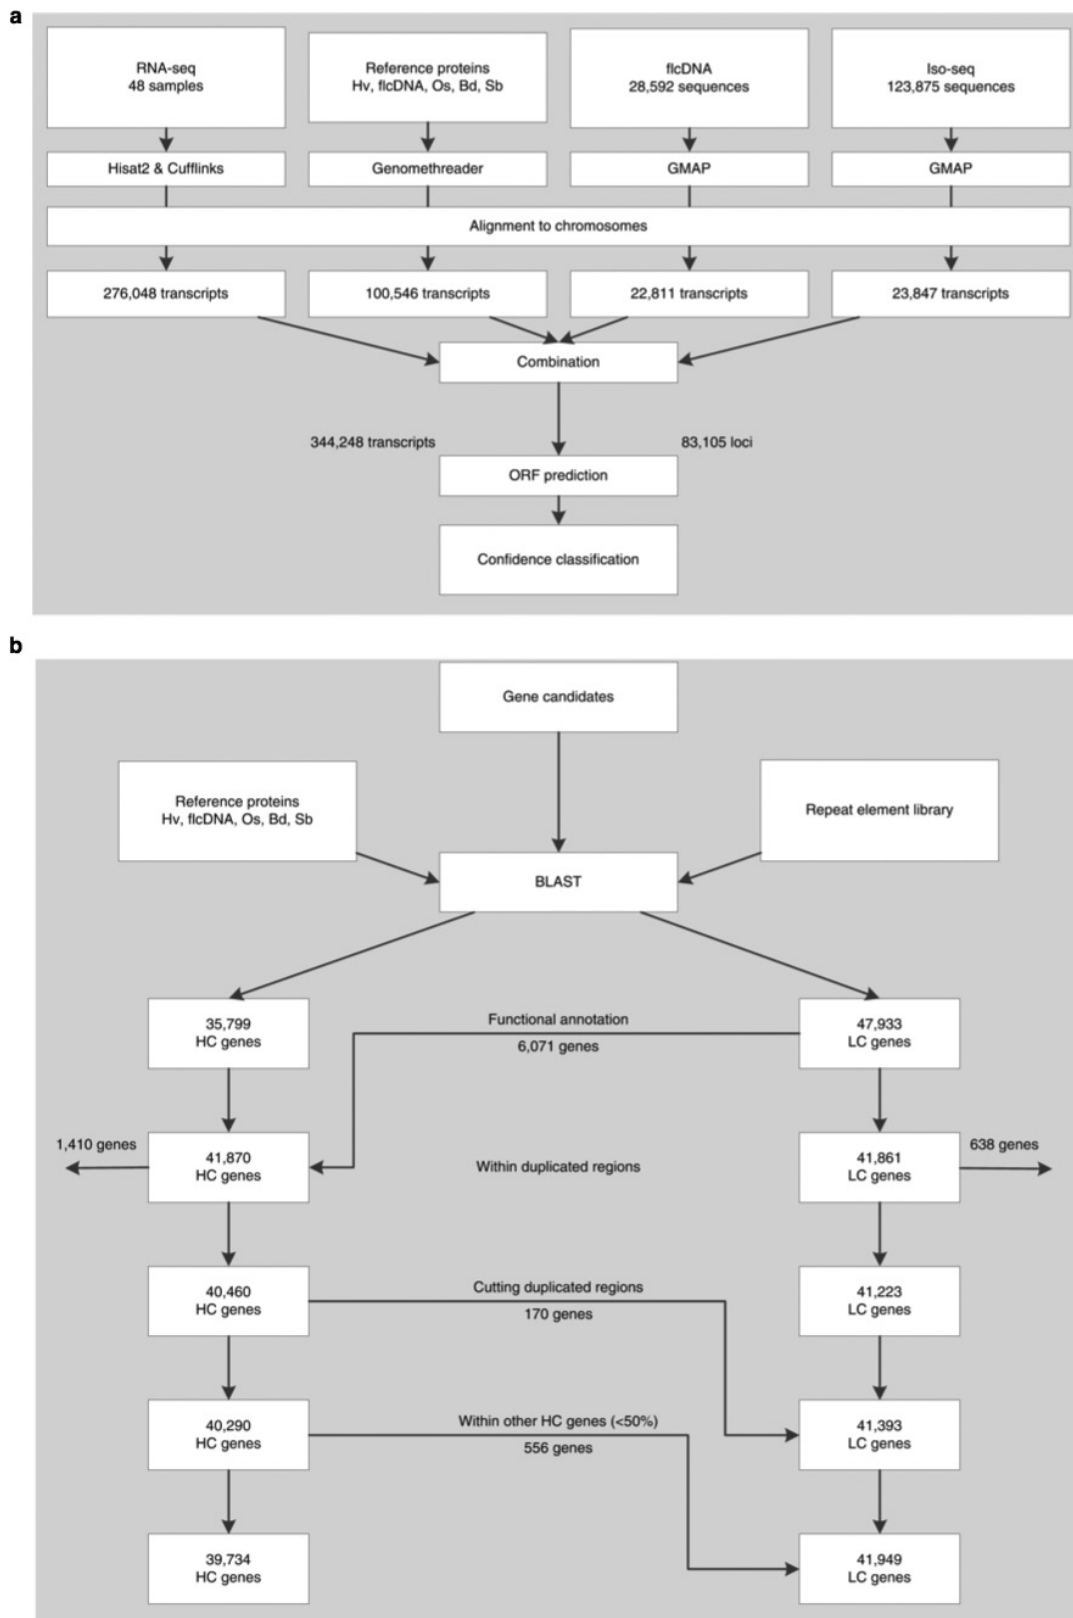 a
RNA-seq
48 samples
Reference proteins
Hv, flcDNA, Os, Bd, Sb
flcDNA
28,592 sequences
Iso-seq
123,875 sequences
Hisat2 & Cufflinks
Genomethreader
GMAP
GMAP
Alignment to chromosomes
276,048 transcripts
100,546 transcripts
22,811 transcripts
23,847 transcripts
Combination
344,248 transcripts
83,105 loci
ORF prediction
Confidence classification
b
Gene candidates
Reference proteins
Hv, flcDNA, Os, Bd, Sb
Repeat element library
BLAST
35,799
HC genes
Functional annotation
6,071 genes
47,933
LC genes
1,410 genes
41,870
HC genes
Within duplicated regions
41,861
LC genes
638 genes
40,460
HC genes
Cutting duplicated regions
170 genes
41,223
LC genes
40,290
HC genes
Within other HC genes (<50%)
556 genes
41,393
LC genes
39,734
HC genes
41,949
LC genes